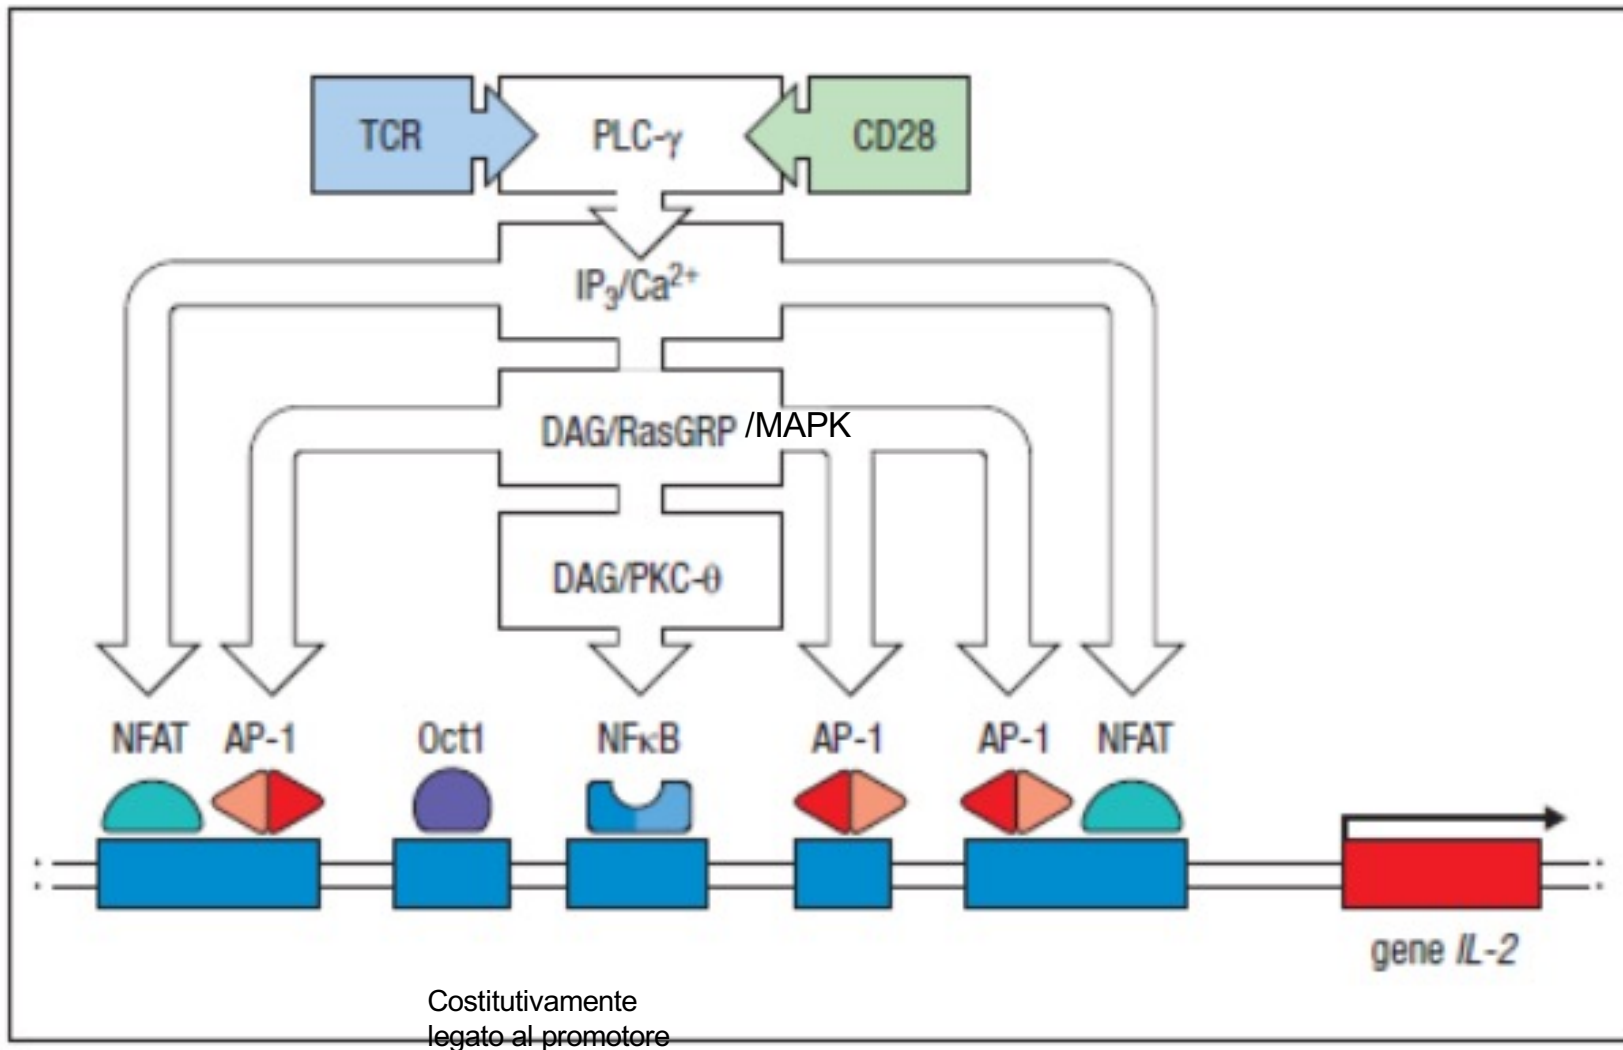 TCR PLC-γ CD28
IP₃/Ca²⁺
DAG/RasGRP /MAPK
DAG/PKC-θ
NFAT AP-1 Oct1 NFκB AP-1 AP-1 NFAT
gene IL-2
Costitutivamente
legato al promotore